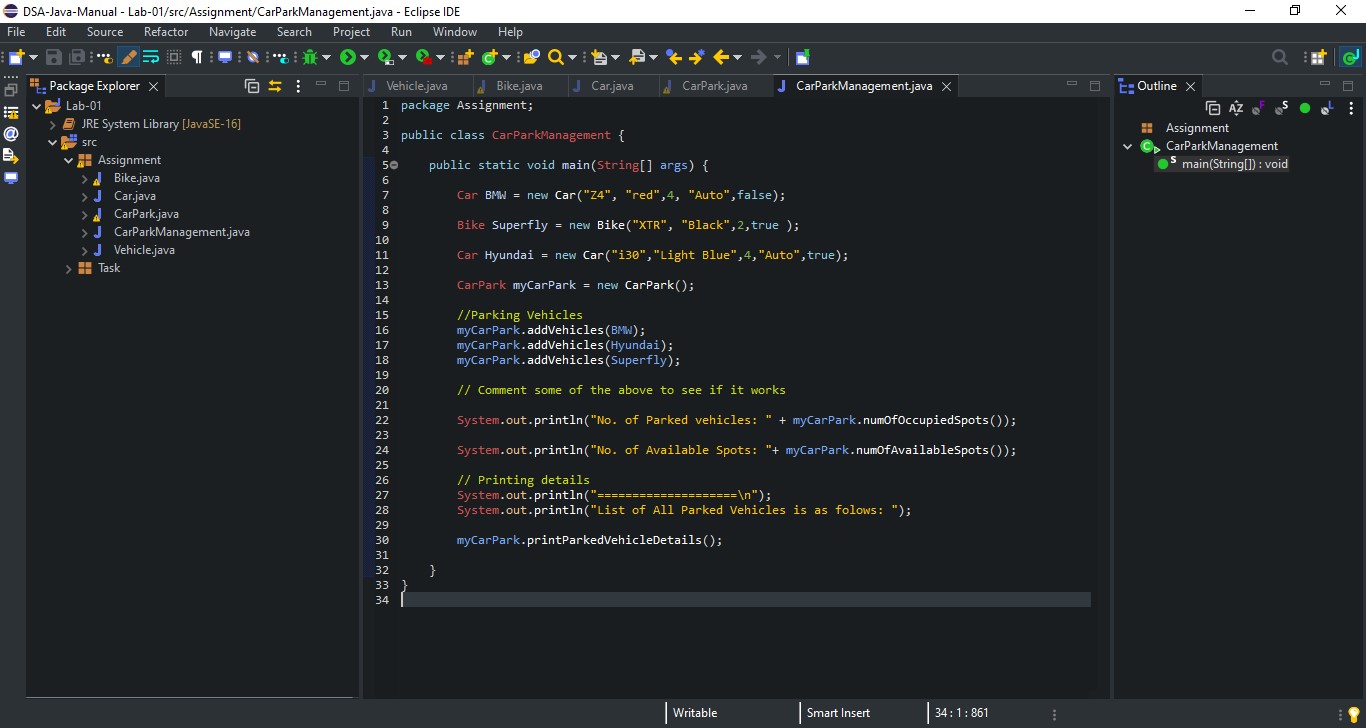 DSA-Java-Manual - Lab-01/src/Assignment/CarParkManagement.java - Eclipse IDE
File Edit Source Refactor Navigate Search Project Run Window Help
Package Explorer
Lab-01
JRE System Library [JavaSE-16]
src
Assignment
Bike.java
Car.java
CarPark.java
CarParkManagement.java
Vehicle.java
Task
Vehicle.java Bike.java Car.java CarPark.java CarParkManagement.java
1 package Assignment;
2
3 public class CarParkManagement {
4
5 public static void main(String[] args) {
6
7 Car BMW = new Car("Z4", "red",4, "Auto",false);
8
9 Bike Superfly = new Bike("XTR", "Black",2,true );
10
11 Car Hyundai = new Car("i30","Light Blue",4,"Auto",true);
12
13 CarPark myCarPark = new CarPark();
14
15 //Parking Vehicles
16 myCarPark.addVehicles(BMW);
17 myCarPark.addVehicles(Hyundai);
18 myCarPark.addVehicles(Superfly);
19
20 // Comment some of the above to see if it works
21
22 System.out.println("No. of Parked vehicles: " + myCarPark.numOfOccupiedSpots());
23
24 System.out.println("No. of Available Spots: "+ myCarPark.numOfAvailableSpots());
25
26 // Printing details
27 System.out.println("====================\n");
28 System.out.println("List of All Parked Vehicles is as folows: ");
29
30 myCarPark.printParkedVehicleDetails();
31
32 }
33 }
34
Outline
Assignment
CarParkManagement
main(String[]) : void
Writable Smart Insert 34 : 1 : 861